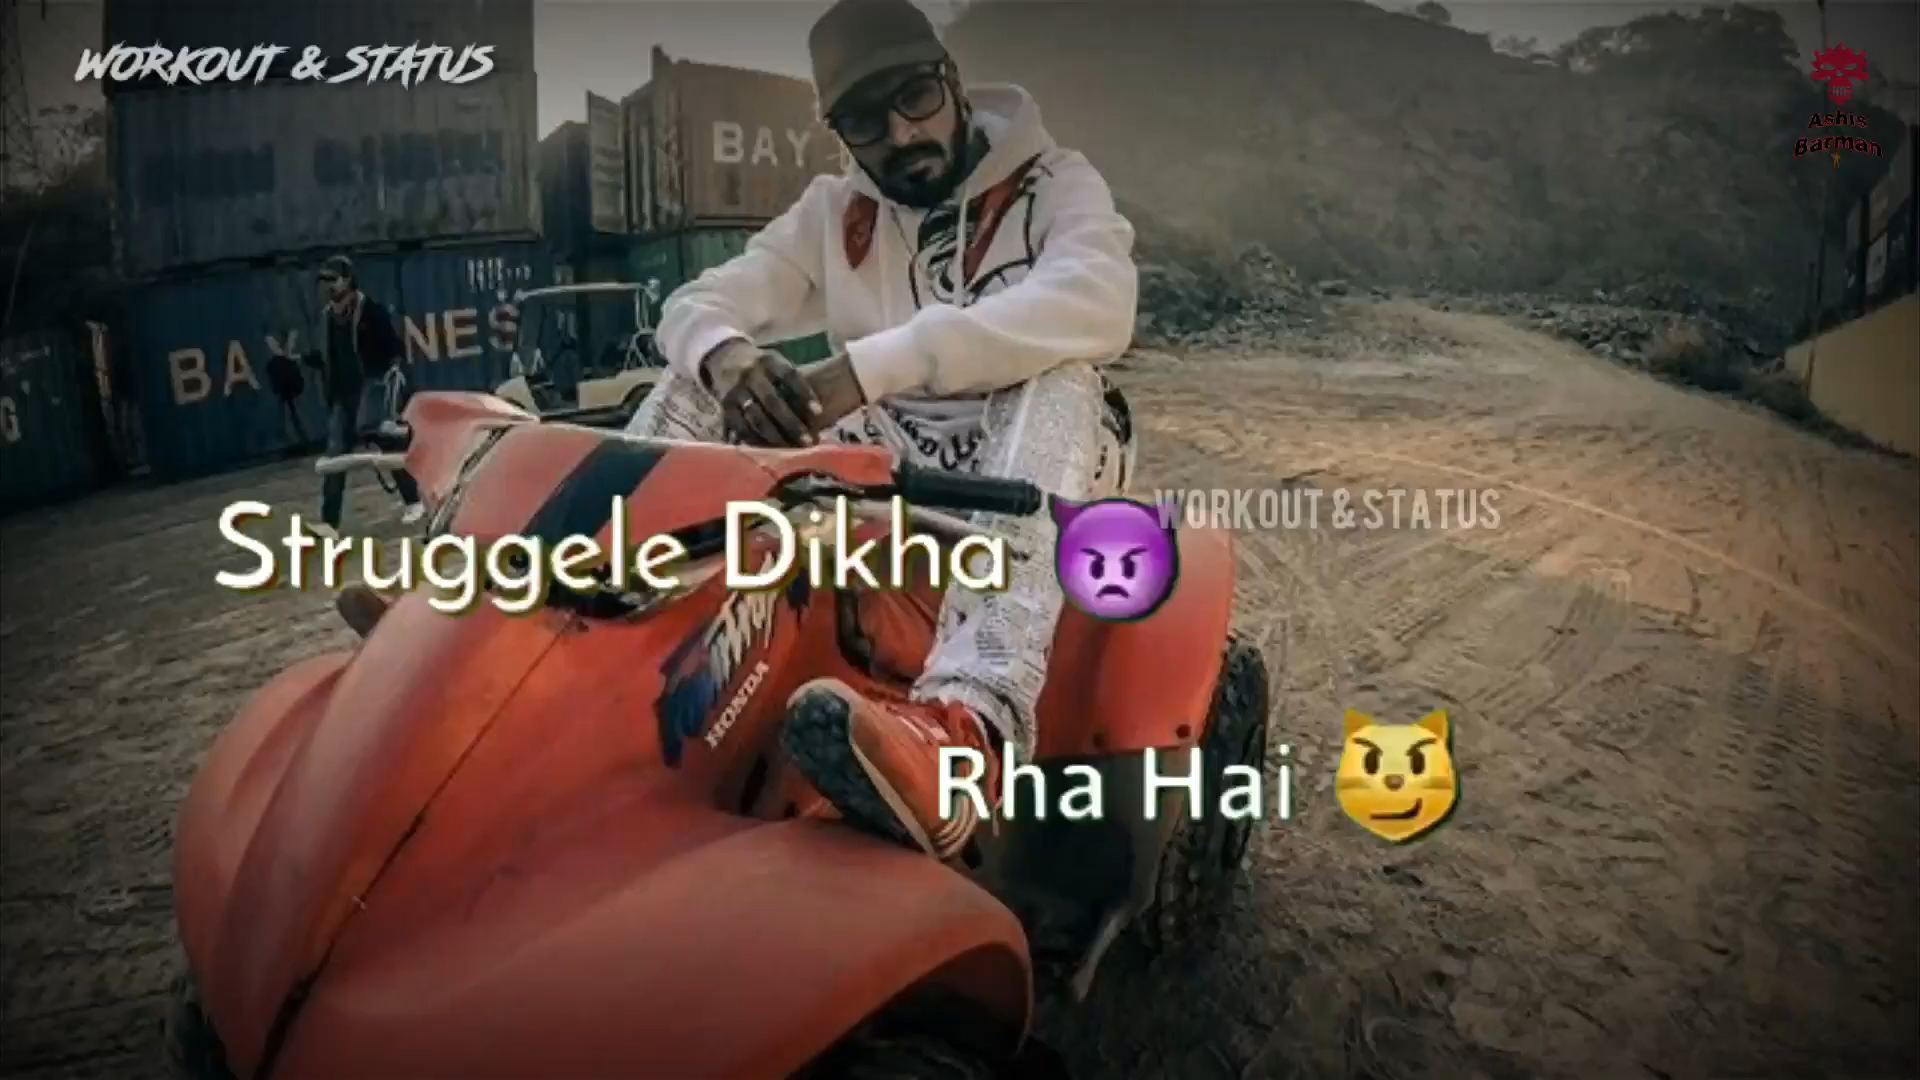 WORKOUT & STATUS
Ashis
Barman
BAY
BAY NES
G
WORKOUT & STATUS
Struggele Dikha 👿
HONDA
Rha Hai 😼